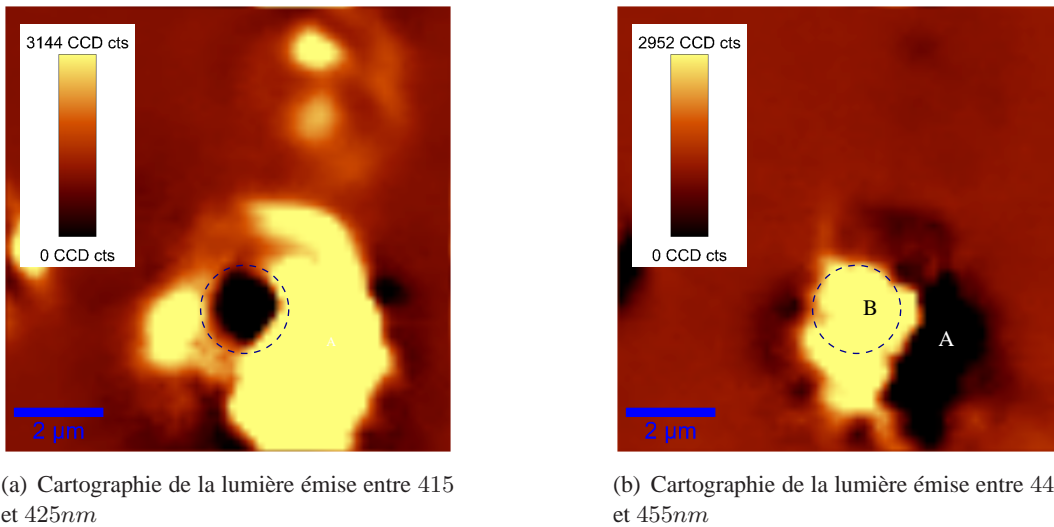 3144 CCD cts
0 CCD cts
A
2 µm
2952 CCD cts
0 CCD cts
B
A
2 µm
(a) Cartographie de la lumière émise entre 415
et 425nm
(b) Cartographie de la lumière émise entre 44
et 455nm